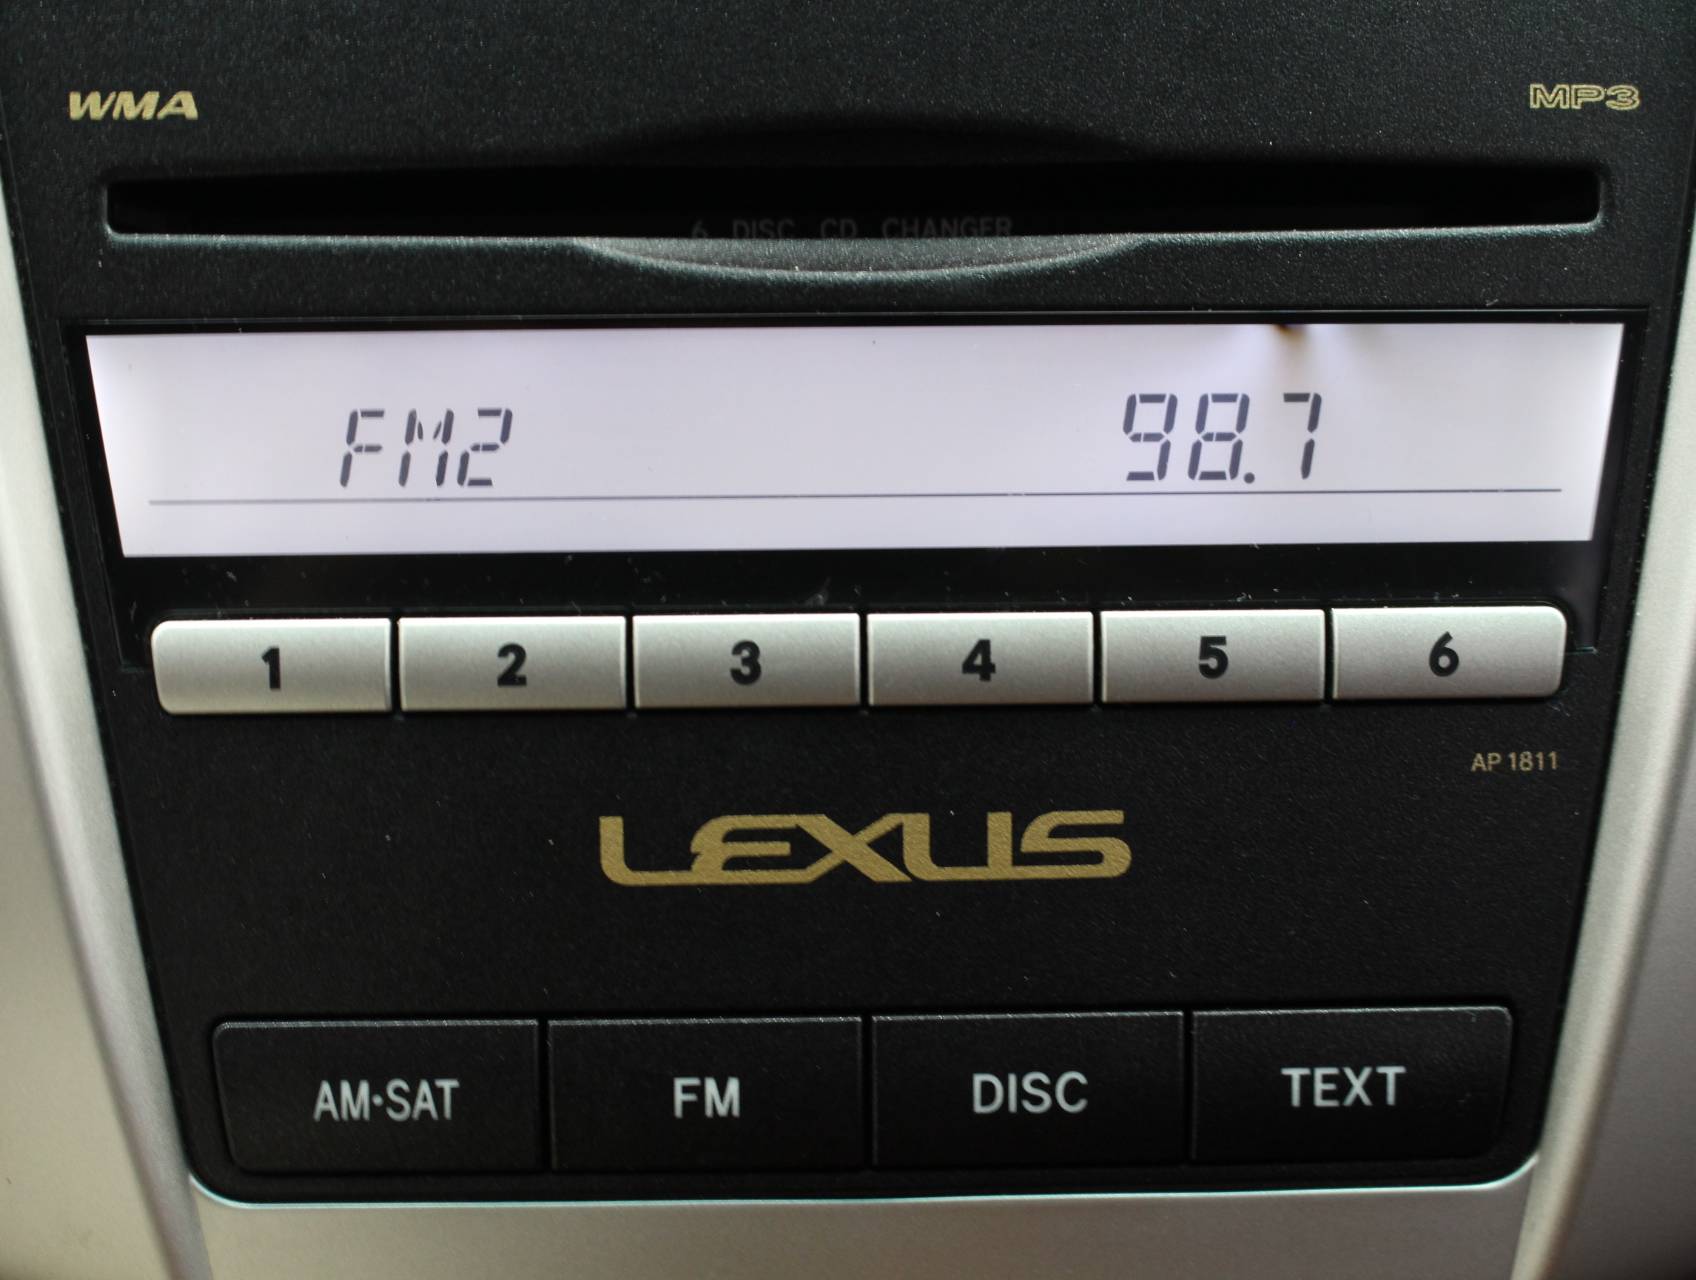 WMA MP3
6 DISC CD CHANGER
FM2 98.7
1 2 3 4 5 6
AP 1811
LEXUS
AM•SAT FM DISC TEXT